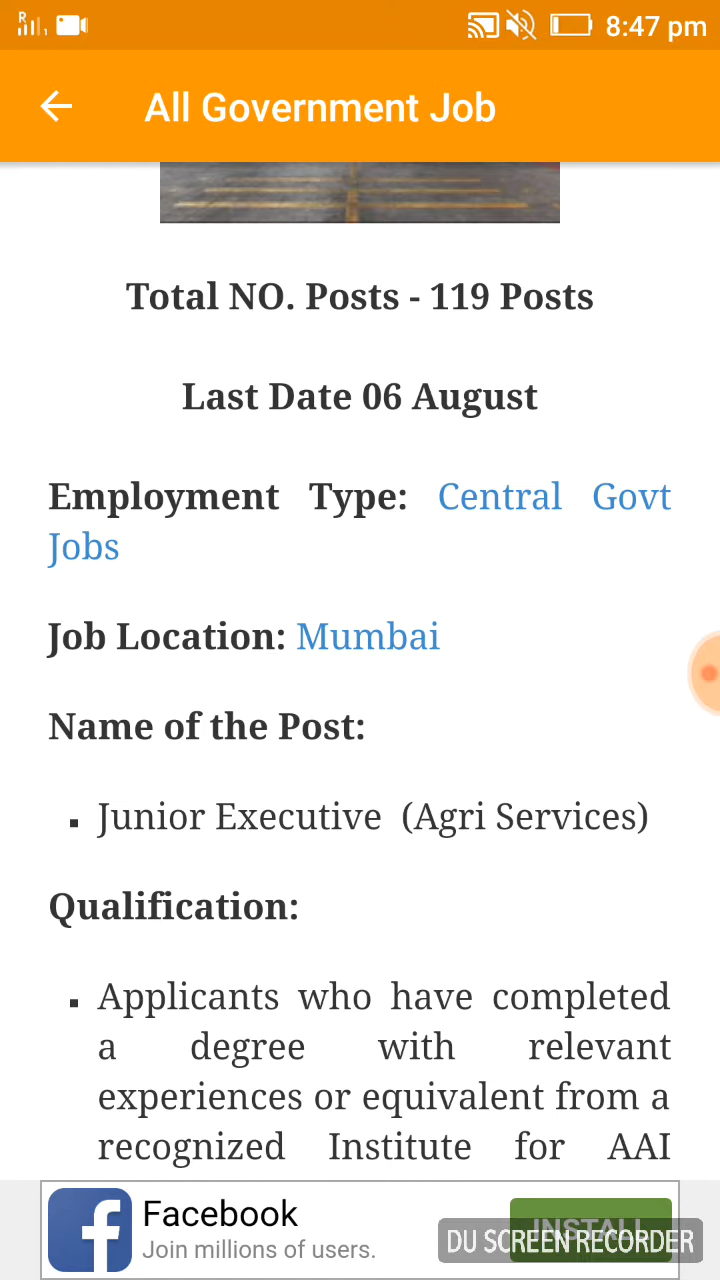 R
8:47 pm
All Government Job
Total NO. Posts - 119 Posts
Last Date 06 August
Employment Type: Central Govt
Jobs
Job Location: Mumbai
Name of the Post:
Junior Executive (Agri Services)
Qualification:
Applicants who have completed
a degree with relevant
experiences or equivalent from a
recognized Institute for AAI
Facebook
Join millions of users.
INSTALL
DU SCREEN RECORDER